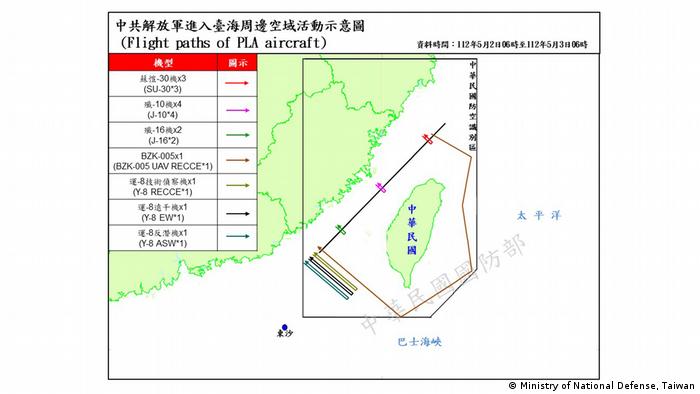 中共解放軍進入臺海周邊空域活動示意圖
(Flight paths of PLA aircraft)
資料時間：112年5月2日06時至112年5月3日06時
機型 圖示
蘇愷-30機x3
(SU-30*3)
殲-10機x4
(J-10*4)
殲-16機x2
(J-16*2)
BZK-005x1
(BZK-005 UAV RECCE*1)
運-8技術偵察機x1
(Y-8 RECCE*1)
運-8遠干機x1
(Y-8 EW*1)
運-8反潛機x1
(Y-8 ASW*1)
中華民國防空識別區
中華民國
太平洋
中華民國國防部
東沙
巴士海峽
© Ministry of National Defense, Taiwan